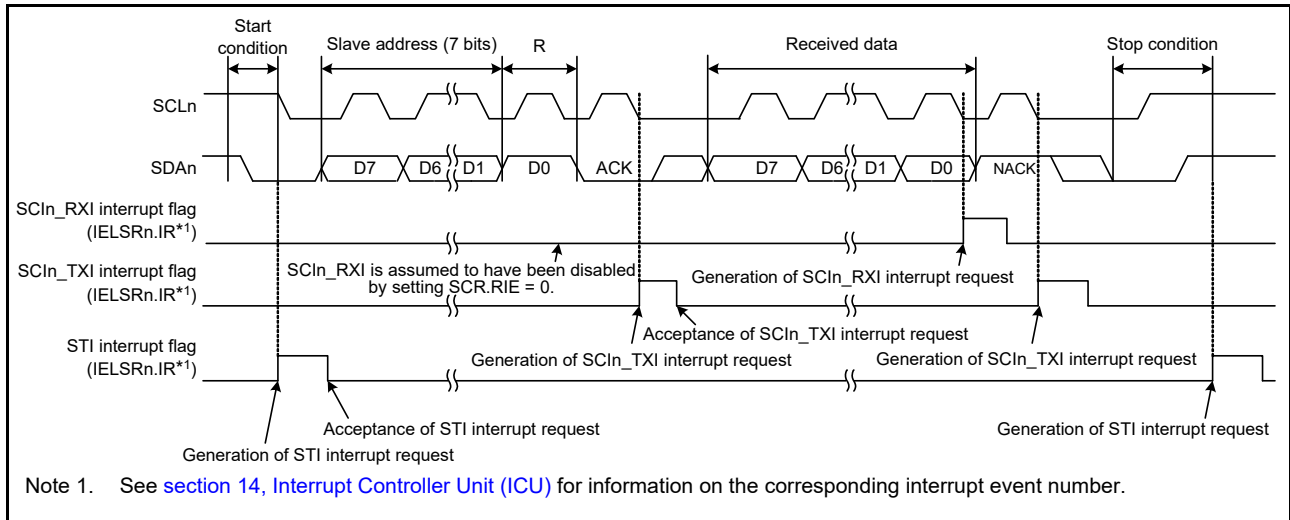 Start
condition
Slave address (7 bits)
R
Received data
Stop condition
SCLn
SDAn
D7
D6
D1
D0
ACK
D7
D6
D1
D0
NACK
SCIn_RXI interrupt flag
(IELSRn.IR*1)
SCIn_RXI is assumed to have been disabled
by setting SCR.RIE = 0.
Generation of SCIn_RXI interrupt request
SCIn_TXI interrupt flag
(IELSRn.IR*1)
Acceptance of SCIn_TXI interrupt request
Generation of SCIn_TXI interrupt request
Generation of SCIn_TXI interrupt request
STI interrupt flag
(IELSRn.IR*1)
Acceptance of STI interrupt request
Generation of STI interrupt request
Generation of STI interrupt request
Note 1. See section 14, Interrupt Controller Unit (ICU) for information on the corresponding interrupt event number.